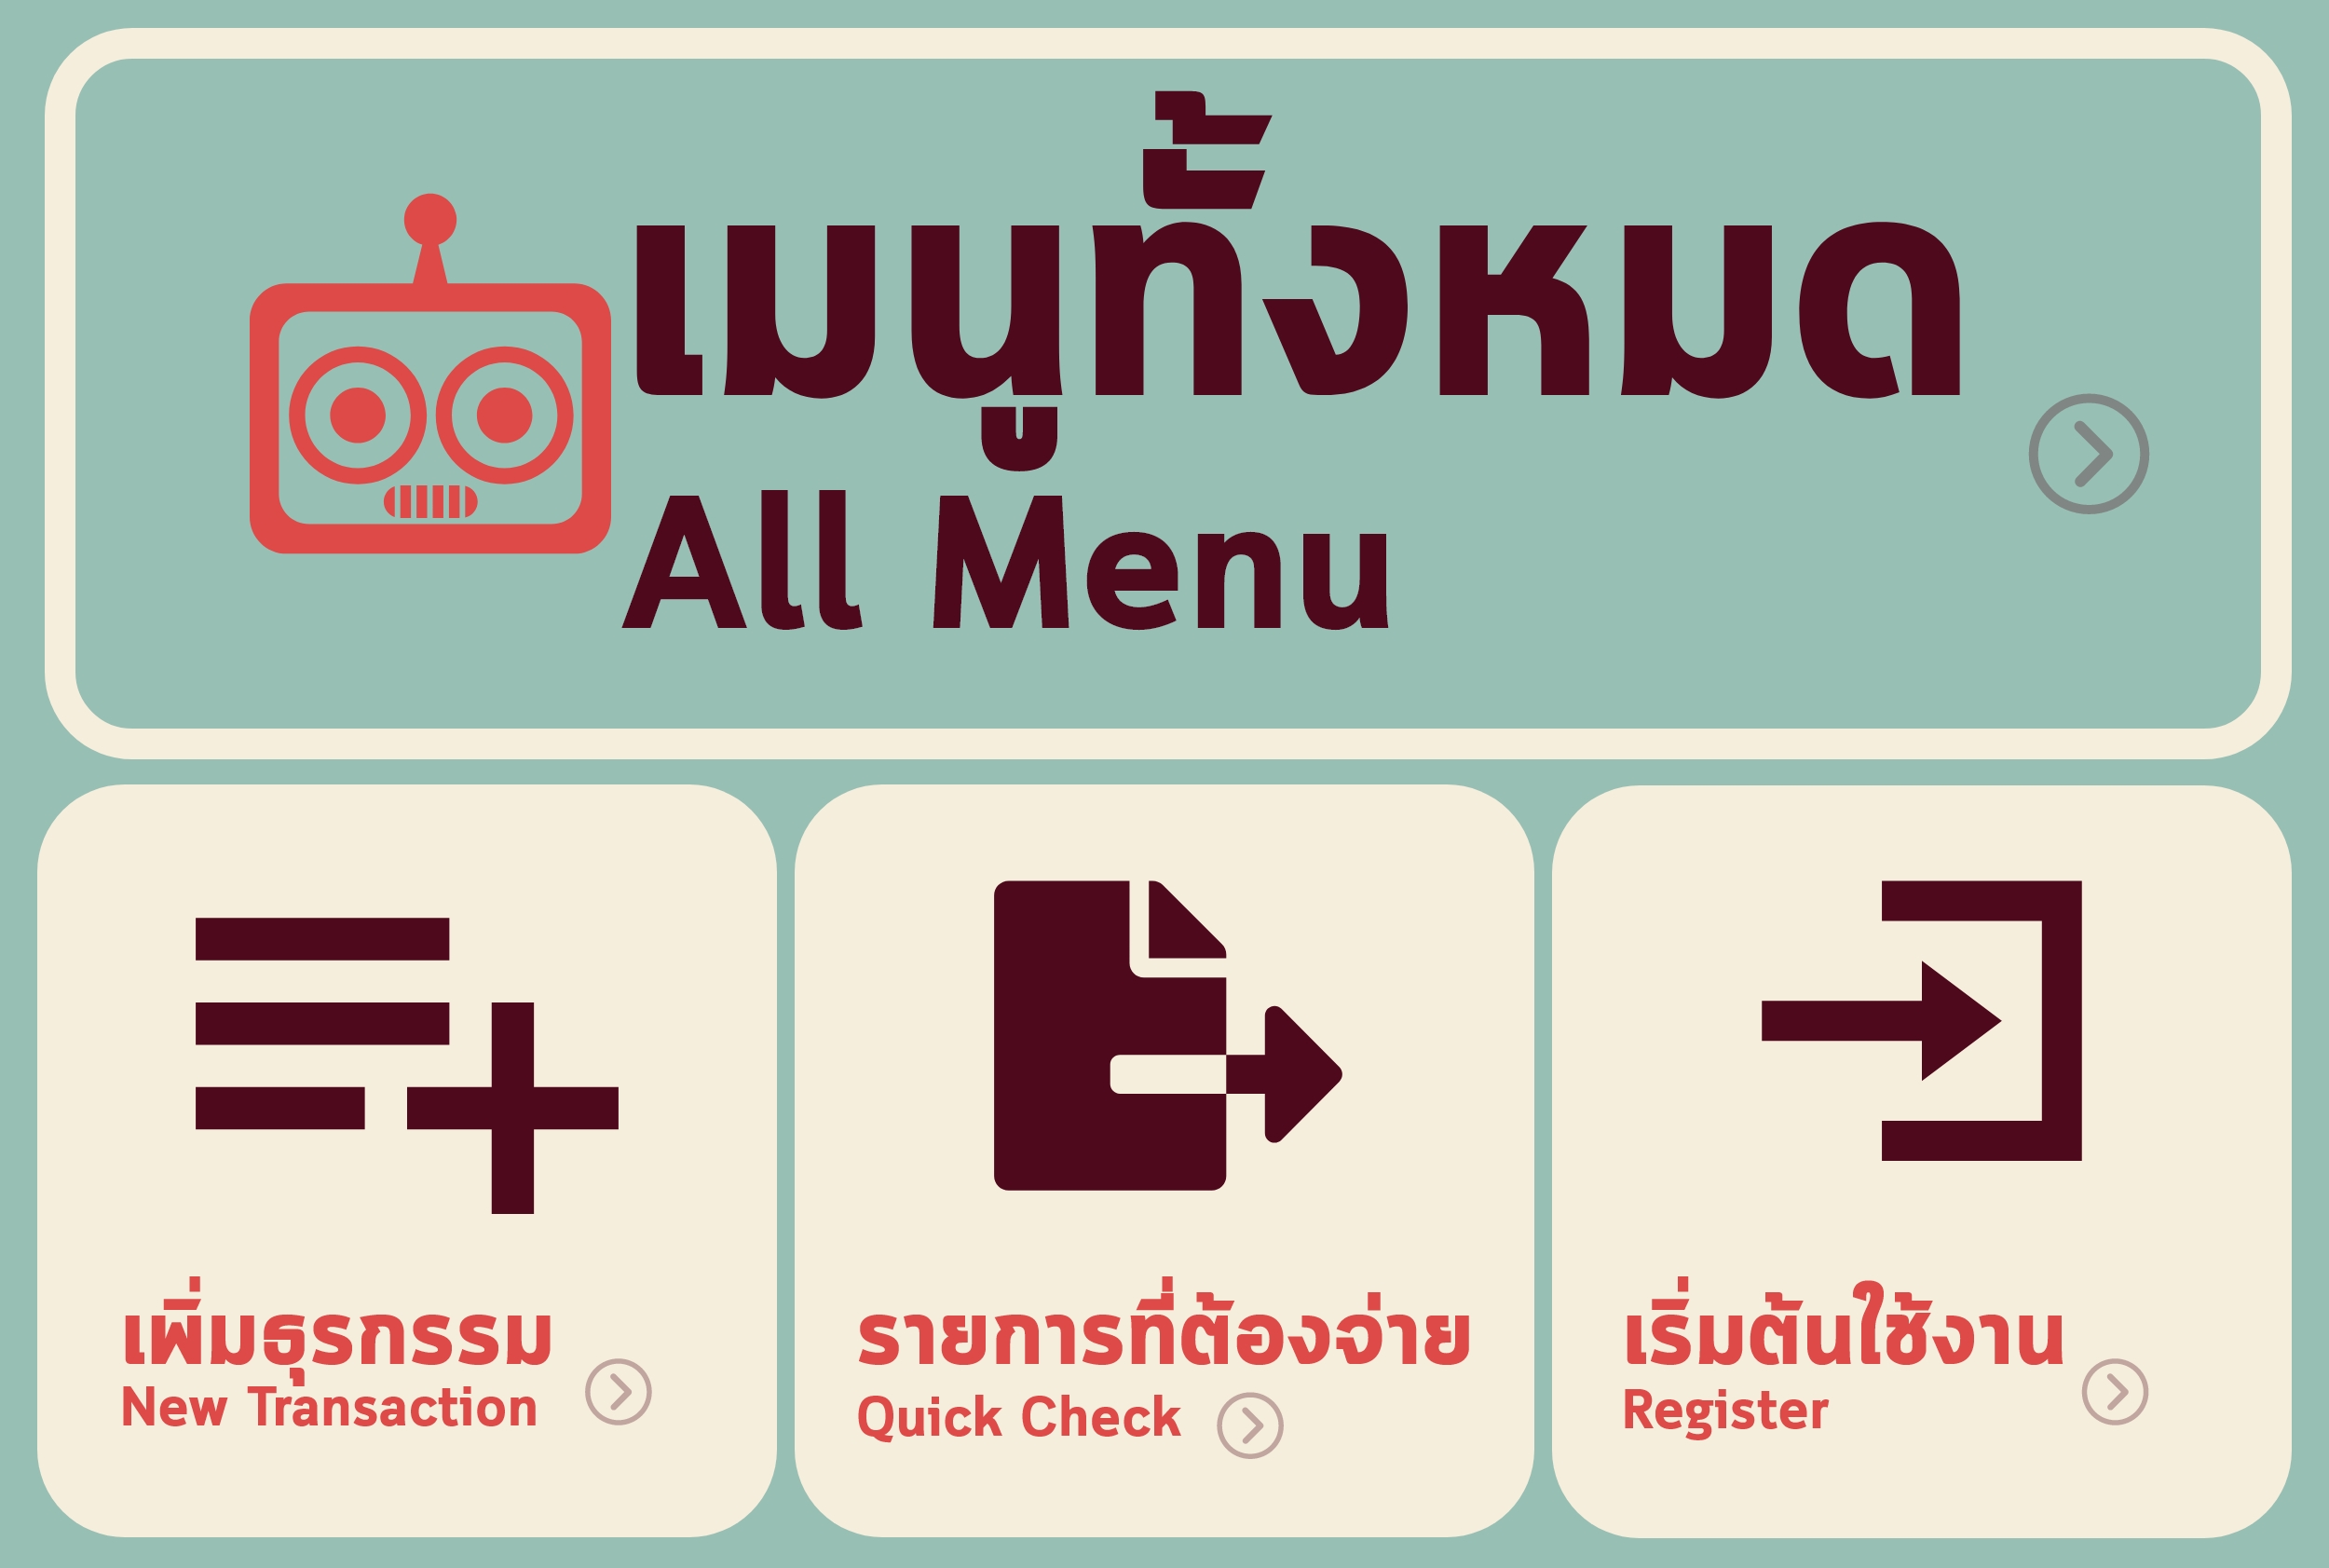 เมนูทั้งหมด
All Menu
เพิ่มธุรกรรม
New Transaction
รายการที่ต้องจ่าย
Quick Check
เริ่มต้นใช้งาน
Register